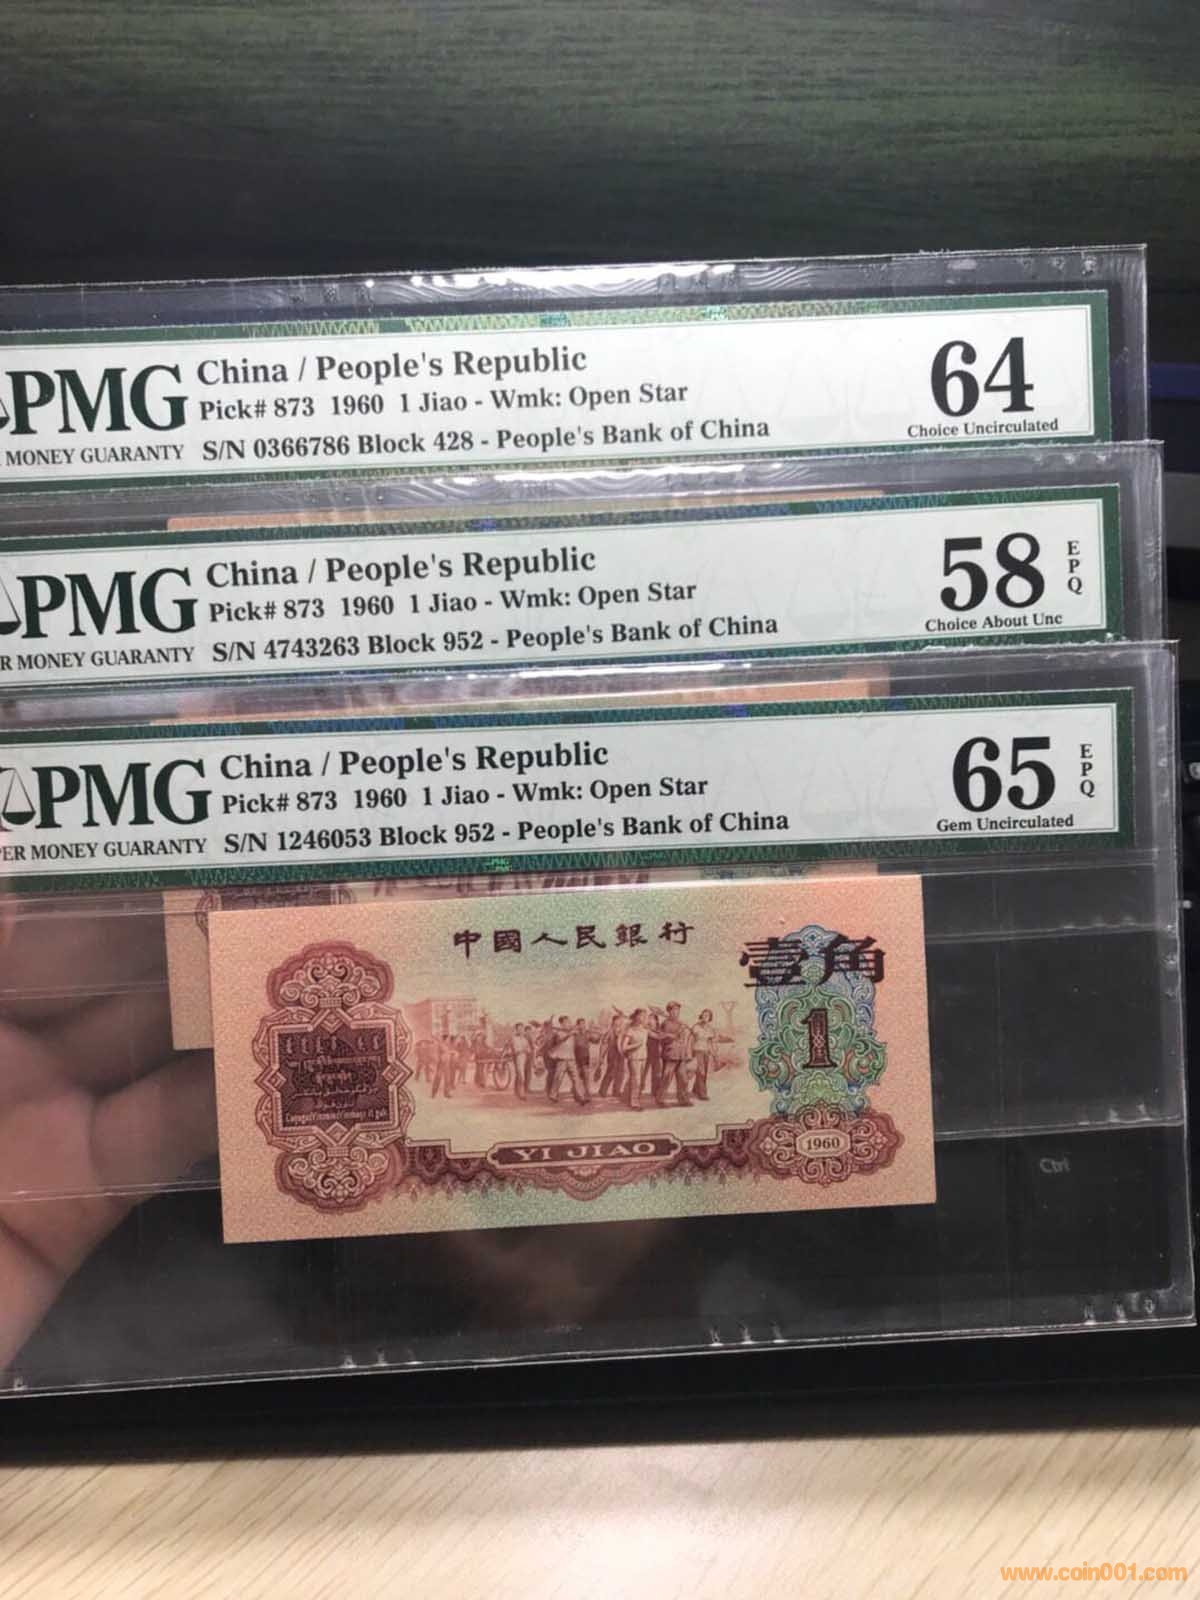 PMG
China / People's Republic
Pick# 873 1960 1 Jiao - Wmk: Open Star
S/N 0366786 Block 428 - People's Bank of China
MONEY GUARANTY
64
Choice Uncirculated
PMG
China / People's Republic
Pick# 873 1960 1 Jiao - Wmk: Open Star
S/N 4743263 Block 952 - People's Bank of China
R MONEY GUARANTY
58
EPQ
Choice About Unc
PMG
China / People's Republic
Pick# 873 1960 1 Jiao - Wmk: Open Star
S/N 1246053 Block 952 - People's Bank of China
ER MONEY GUARANTY
65
EPQ
Gem Uncirculated
中國人民銀行
壹角
1
YI JIAO
1960
Ctrl
www.coin001.com